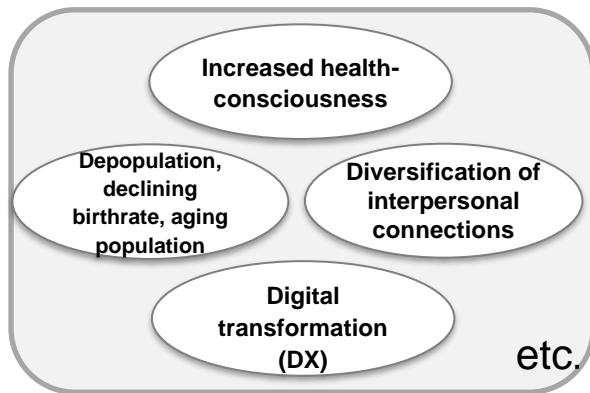 Increased health-
consciousness
Depopulation,
declining
birthrate, aging
population
Diversification of
interpersonal
connections
Digital
transformation
(DX)
etc.